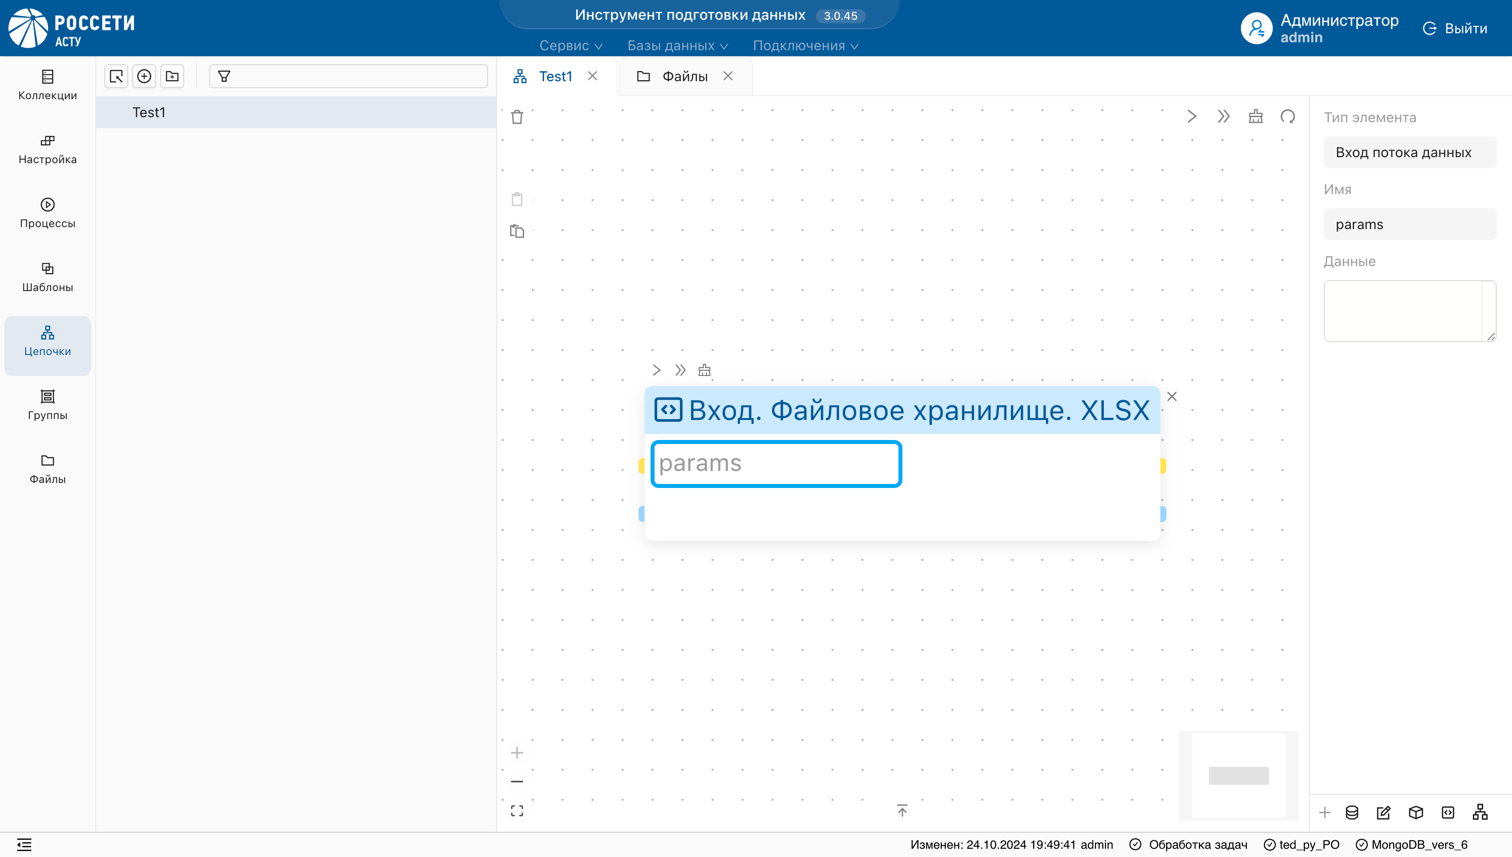 РОССЕТИ
АСТУ
Инструмент подготовки данных 3.0.45
Сервис
Базы данных
Подключения
Администратор
admin
Выйти
Коллекции
Настройка
Процессы
Шаблоны
Цепочки
Группы
Файлы
Test1
Test1
Файлы
Вход. Файловое хранилище. XLSX
params
Тип элемента
Вход потока данных
Имя
params
Данные
Изменен: 24.10.2024 19:49:41 admin
Обработка задач
ted_py_PO
MongoDB_vers_6